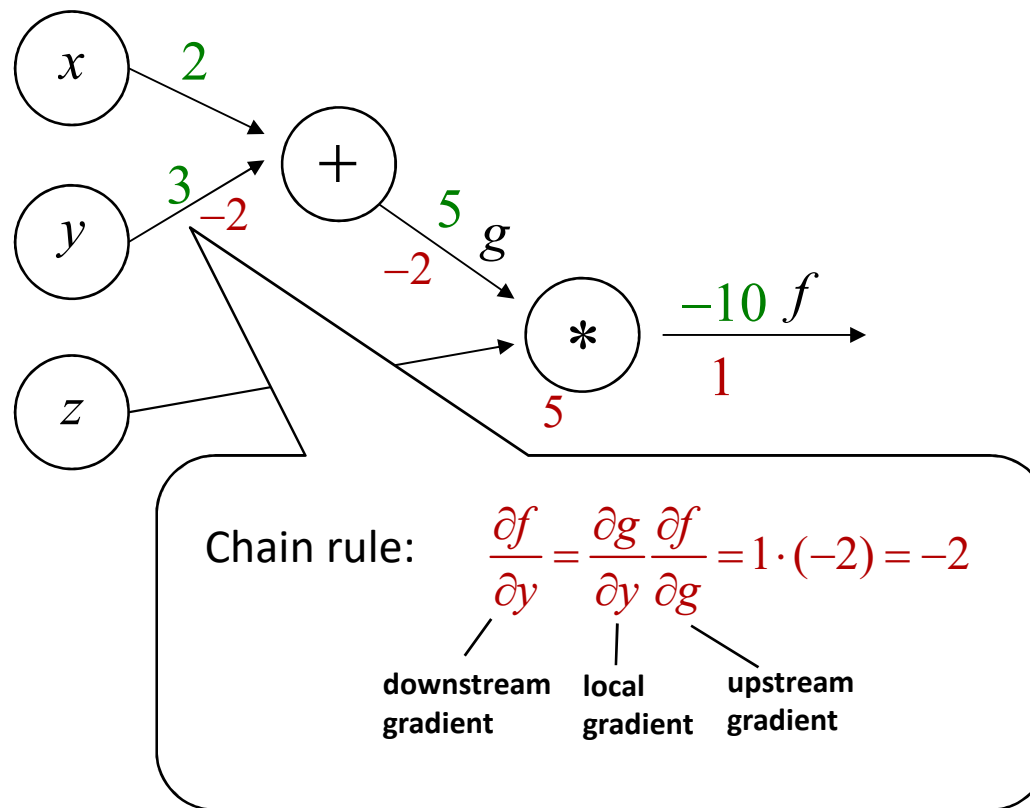 x
2
+
y
3
−2
5
g
−2
z
*
5
−10 f
1
Chain rule: ∂f/∂y = ∂g/∂y ∂f/∂g = 1·(−2) = −2
downstream gradient
local gradient
upstream gradient